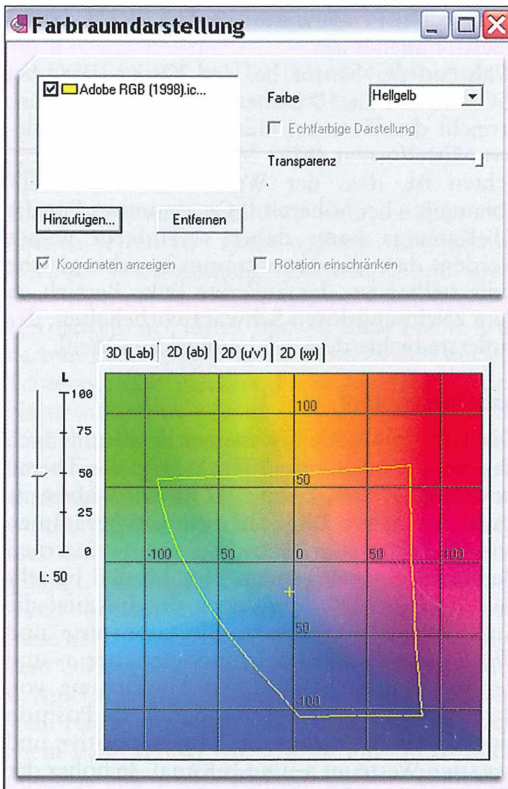 Farbraumdarstellung
Adobe RGB (1998).ic...
Farbe Hellgelb
Echtfarbige Darstellung
Transparenz
Hinzufügen... Entfernen
Koordinaten anzeigen Rotation einschränken
3D (Lab) 2D (ab) 2D (u'v') 2D (xy)
L
100
75
50
25
0
L: 50
100
50
-100 -50 0 50 100
50
100